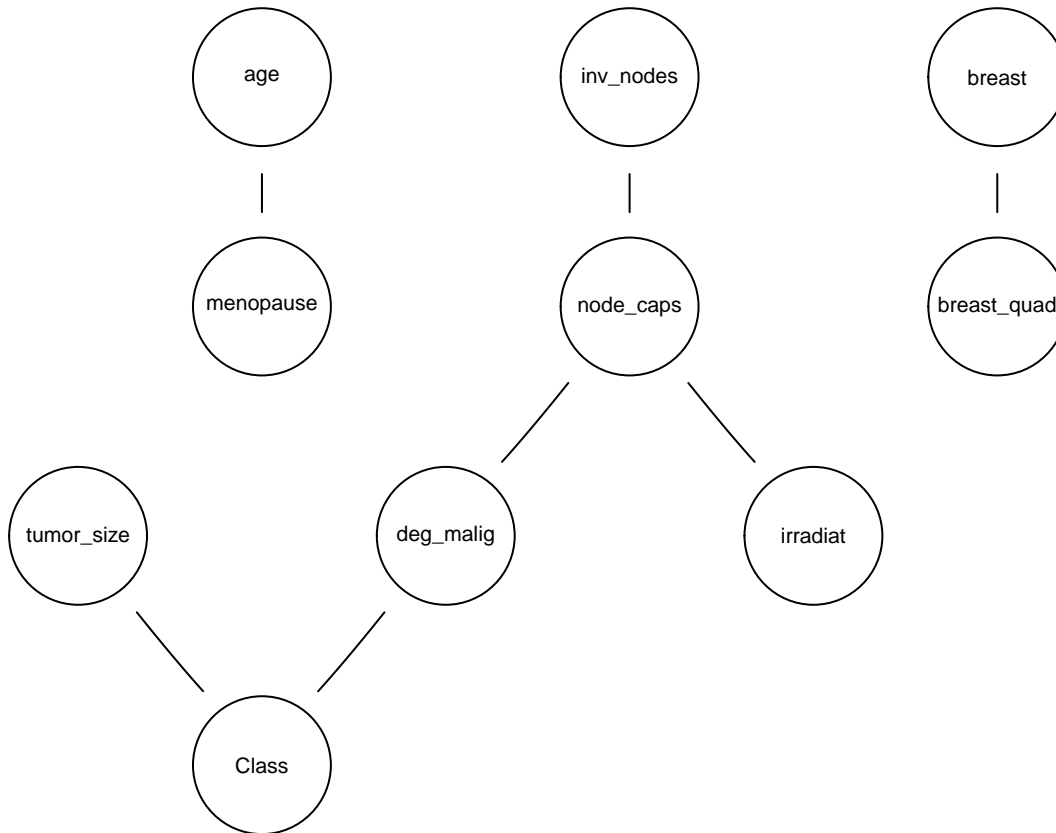 age
inv_nodes
breast
menopause
node_caps
breast_quad
tumor_size
deg_malig
irradiat
Class